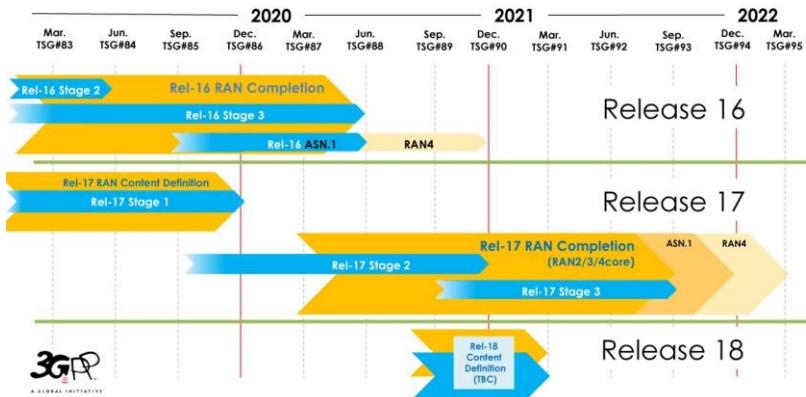 2020 2021 2022
Mar. Jun. Sep. Dec. Mar. Jun. Sep. Dec. Mar. Jun. Sep. Dec. Mar.
TSG#83 TSG#84 TSG#85 TSG#86 TSG#87 TSG#88 TSG#89 TSG#90 TSG#91 TSG#92 TSG#93 TSG#94 TSG#95
Rel-16 Stage 2
Rel-16 RAN Completion
Rel-16 Stage 3
Release 16
Rel-16 ASN.1
RAN4
Rel-17 RAN Content Definition
Rel-17 Stage 1
Release 17
Rel-17 RAN Completion
(RAN2/3/4core)
ASN.1
RAN4
Rel-17 Stage 2
Rel-17 Stage 3
Release 18
Rel-18
Content
Definition
(TBC)
3GPP
A GLOBAL INITIATIVE